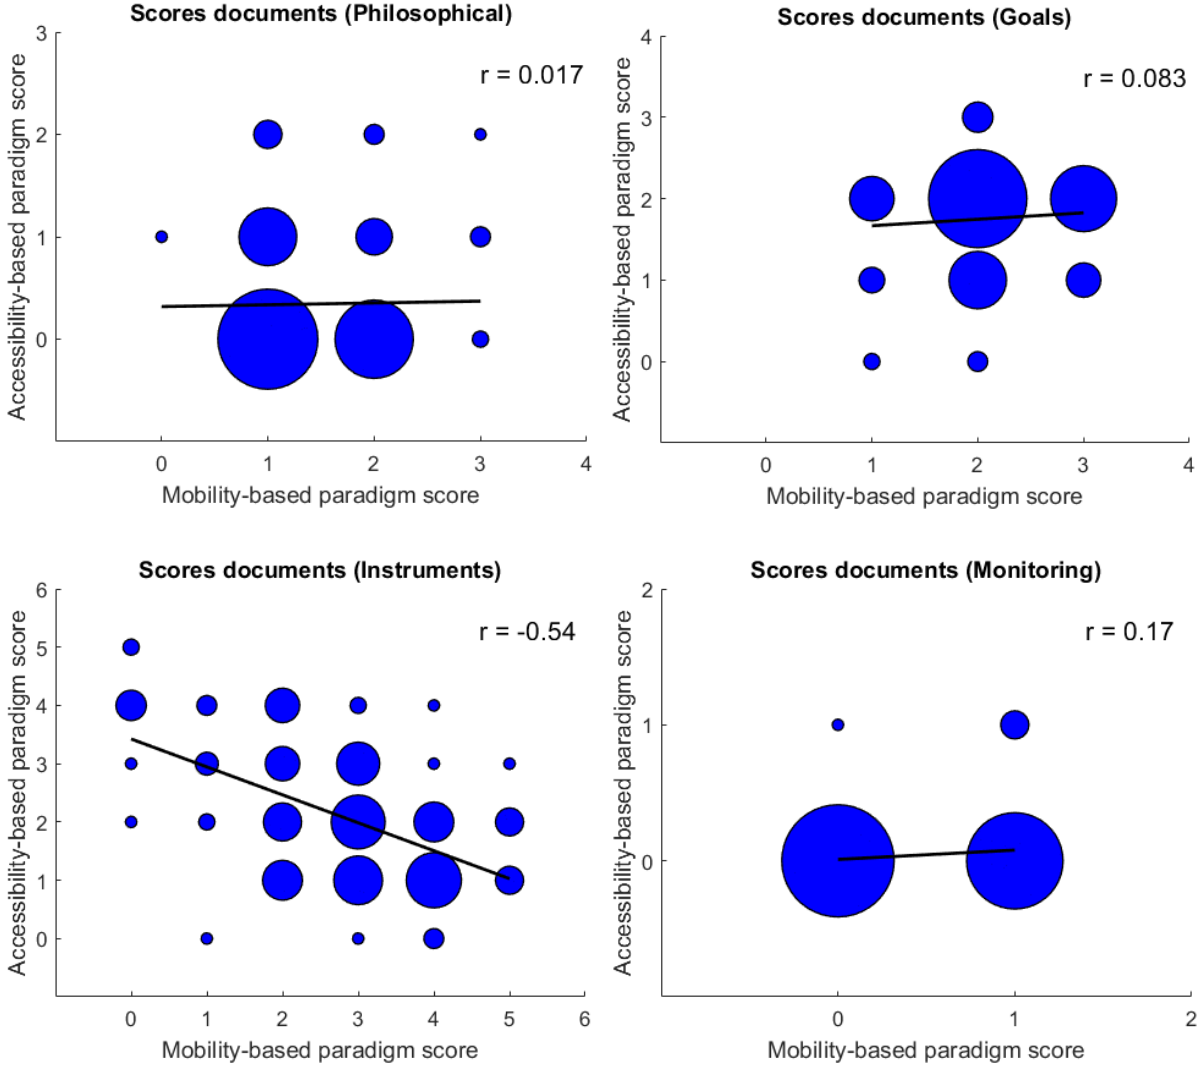 Scores documents (Philosophical)
r = 0.017
Accessibility-based paradigm score
3
2
1
0
0 1 2 3 4
Mobility-based paradigm score
Scores documents (Goals)
r = 0.083
Accessibility-based paradigm score
4
3
2
1
0
0 1 2 3 4
Mobility-based paradigm score
Scores documents (Instruments)
r = -0.54
Accessibility-based paradigm score
6
5
4
3
2
1
0
0 1 2 3 4 5 6
Mobility-based paradigm score
Scores documents (Monitoring)
r = 0.17
Accessibility-based paradigm score
2
1
0
0 1 2
Mobility-based paradigm score